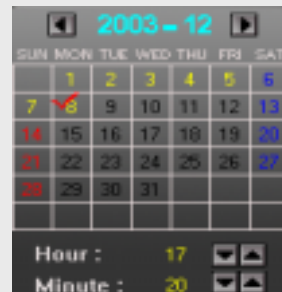 2003-12
SUN MON TUE WED THU FRI SAT
1 2 3 4 5 6
7 8 9 10 11 12 13
14 15 16 17 18 19 20
21 22 23 24 25 26 27
28 29 30 31
Hour : 17
Minute : 20